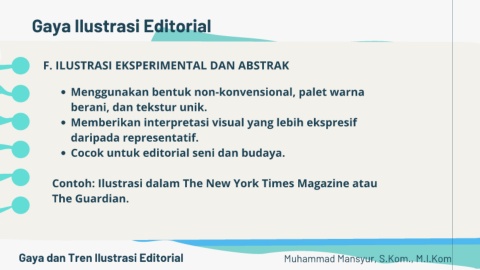 Gaya Ilustrasi Editorial
F. ILUSTRASI EKSPERIMENTAL DAN ABSTRAK
• Menggunakan bentuk non-konvensional, palet warna
berani, dan tekstur unik.
• Memberikan interpretasi visual yang lebih ekspresif
daripada representatif.
• Cocok untuk editorial seni dan budaya.
Contoh: Ilustrasi dalam The New York Times Magazine atau
The Guardian.
Gaya dan Tren Ilustrasi Editorial
Muhammad Mansyur, S.Kom., M.I.Kom